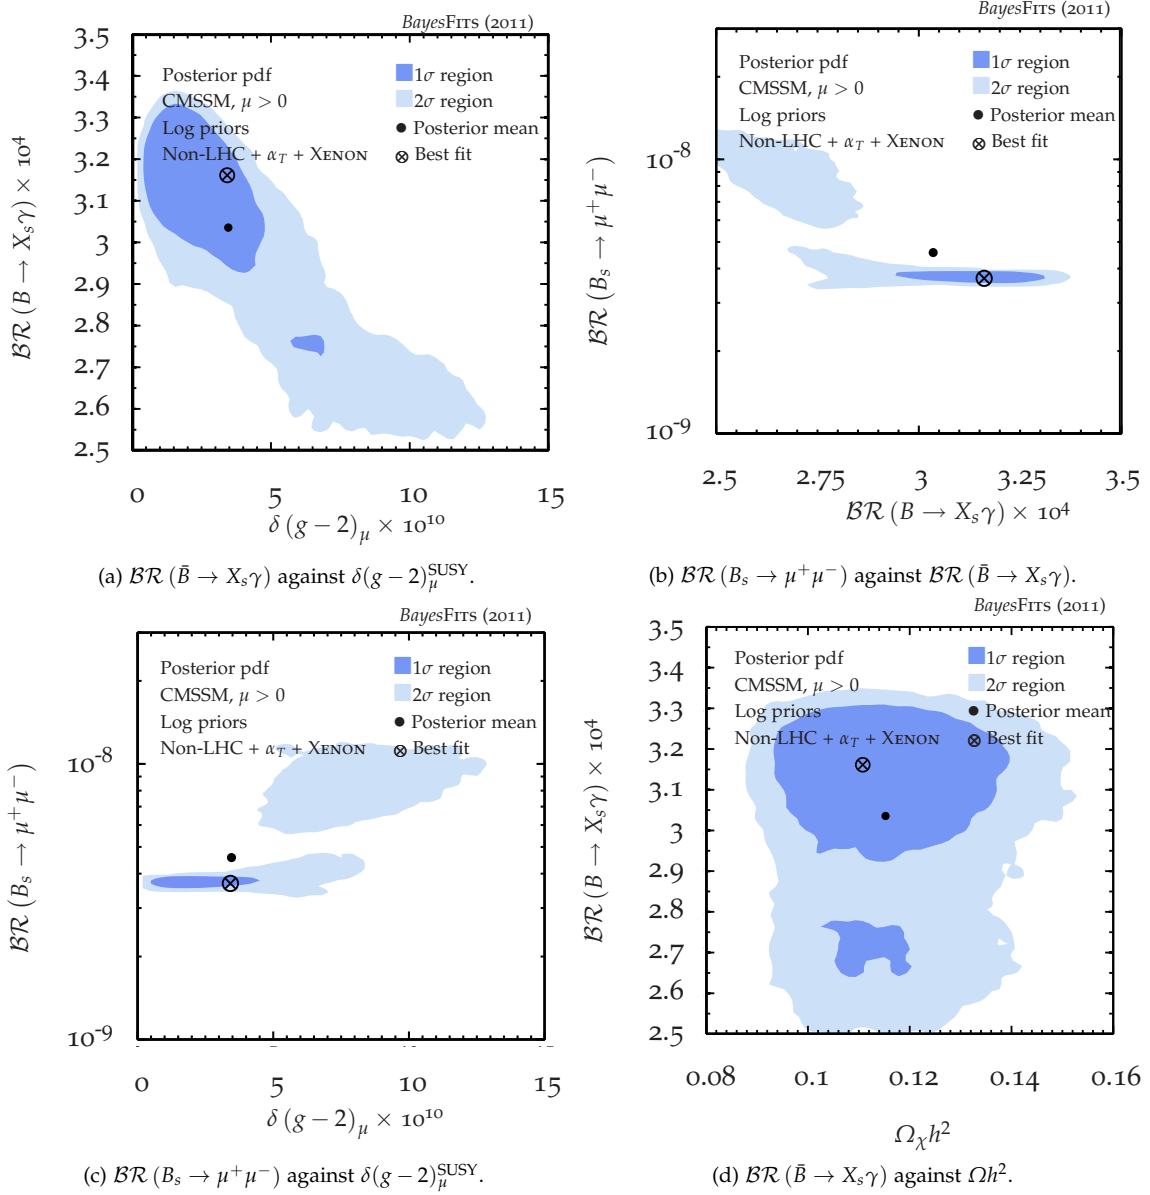 BayesFITS (2011)
3.5
3.4
3.3
3.2
3.1
3
2.9
2.8
2.7
2.6
2.5
BR (B → X_s γ) × 10^4
Posterior pdf
CMSSM, μ > 0
Log priors
Non-LHC + α_T + XENON
1σ region
2σ region
Posterior mean
Best fit
0 5 10 15
δ (g − 2)_μ × 10^10
(a) BR (B̄ → X_s γ) against δ(g − 2)_μ^SUSY.
BayesFITS (2011)
10^-8
10^-9
BR (B_s → μ^+ μ^−)
Posterior pdf
CMSSM, μ > 0
Log priors
Non-LHC + α_T + XENON
1σ region
2σ region
Posterior mean
Best fit
2.5 2.75 3 3.25 3.5
BR (B → X_s γ) × 10^4
(b) BR (B_s → μ^+ μ^−) against BR (B̄ → X_s γ).
BayesFITS (2011)
10^-8
10^-9
BR (B_s → μ^+ μ^−)
Posterior pdf
CMSSM, μ > 0
Log priors
Non-LHC + α_T + XENON
1σ region
2σ region
Posterior mean
Best fit
0 5 10 15
δ (g − 2)_μ × 10^10
(c) BR (B_s → μ^+ μ^−) against δ(g − 2)_μ^SUSY.
BayesFITS (2011)
3.5
3.4
3.3
3.2
3.1
3
2.9
2.8
2.7
2.6
2.5
BR (B → X_s γ) × 10^4
Posterior pdf
CMSSM, μ > 0
Log priors
Non-LHC + α_T + XENON
1σ region
2σ region
Posterior mean
Best fit
0.08 0.1 0.12 0.14 0.16
Ω_χ h^2
(d) BR (B̄ → X_s γ) against Ωh^2.